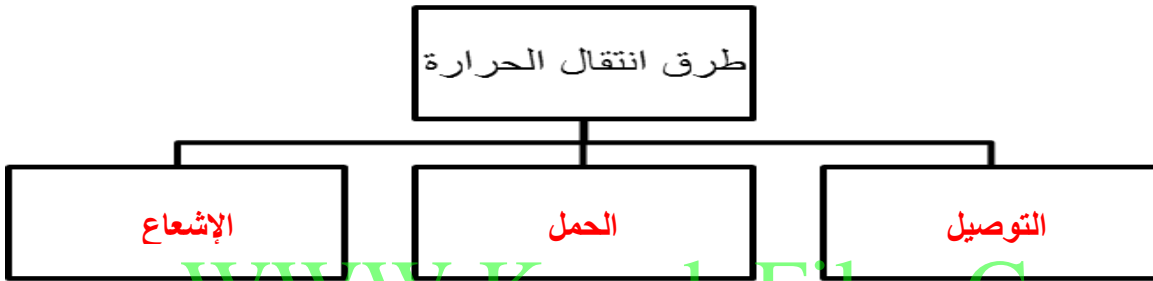 طرق انتقال الحرارة
التوصيل
الحمل
الإشعاع